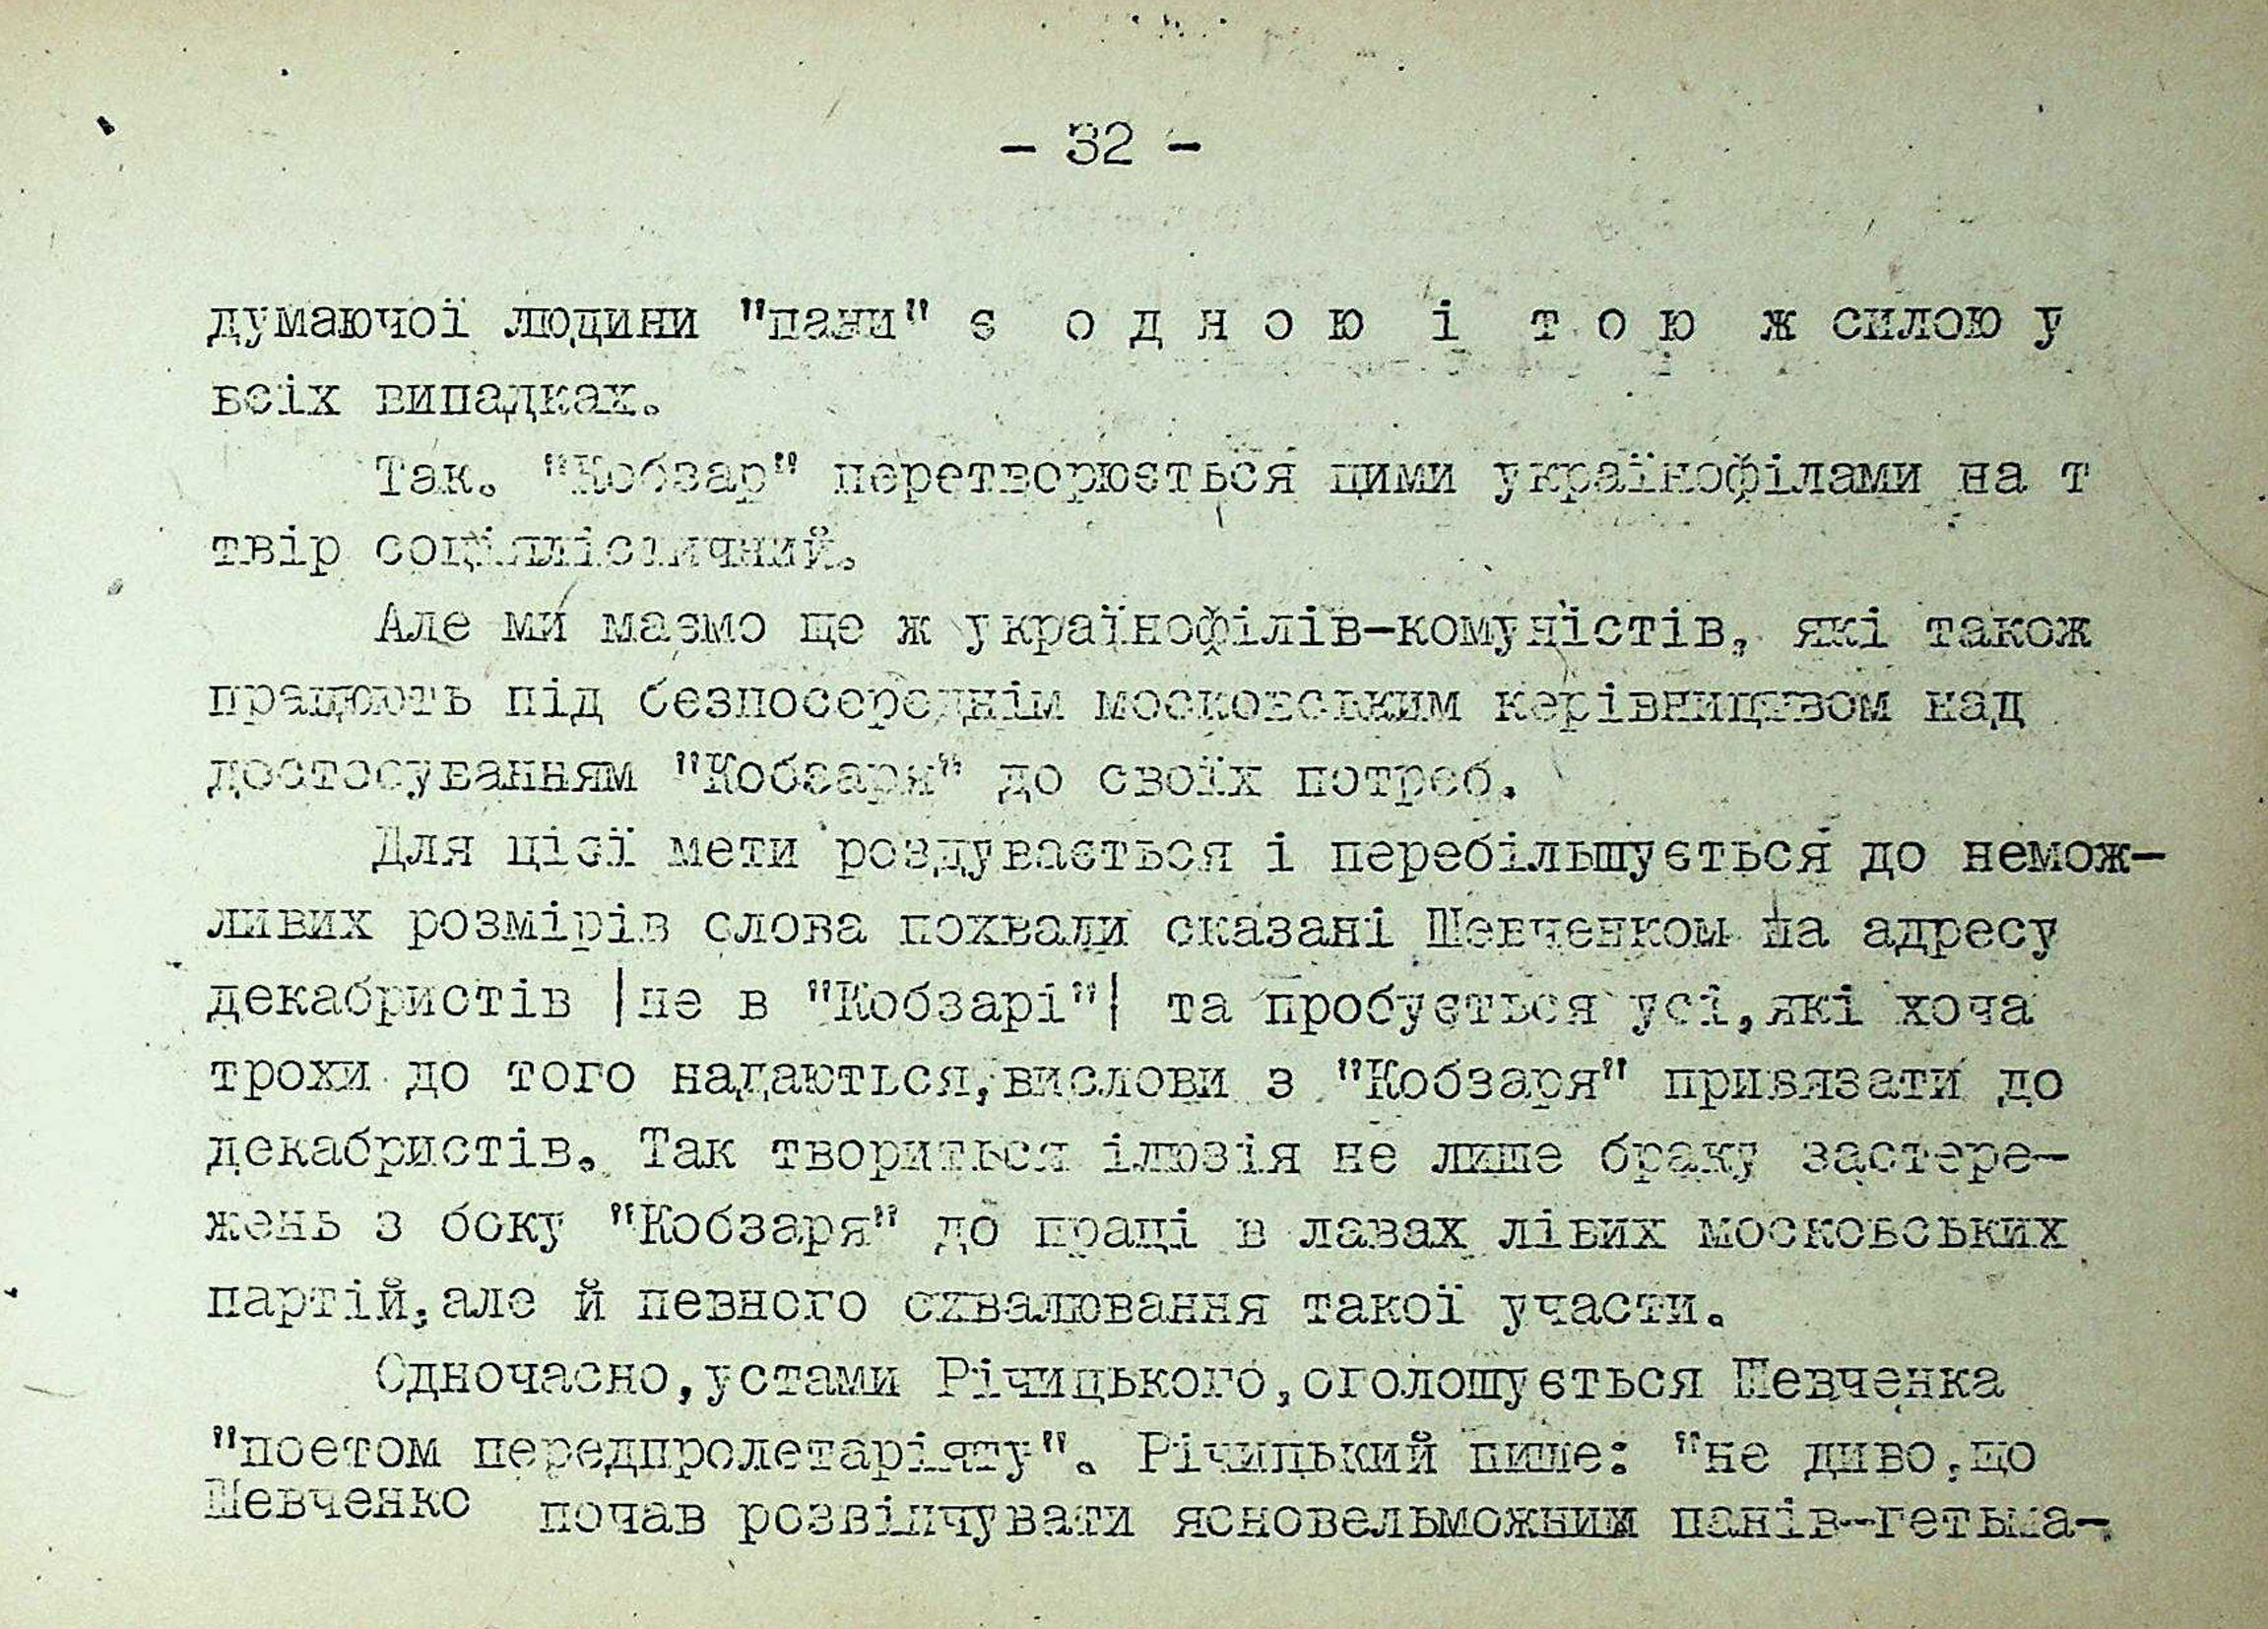 - 32 -
думаючої людини "пани" є о д н о ю і т о ю ж силою у
всіх випадках.
Так. "Кобзар" перетворюється цими українофілами на т
твір соціялістичний.
Але ми маємо ще ж українофілів-комуністів, які також
працюють під безпосереднім московським керівництвом над
достосуванням "Кобзаря" до своїх потреб.
Для цієї мети роздувається і перебільшується до немож-
ливих розмірів слова похвали сказані Шевченком на адресу
декабристів |не в "Кобзарі"| та пробується усі,які хоча
трохи до того надаються,вислови з "Кобзаря" привязати до
декабристів. Так твориться ілюзія не лише браку застере-
жень з боку "Кобзаря" до праці в лавах лівих московських
партій,але й певного схвалювання такої участи.
Одночасно,устами Річицького,оголошується Шевченка
"поетом передпролетаріяту". Річицький пише: "не диво,що
Шевченко почав розвінчувати ясновельможних панів-гетьма-